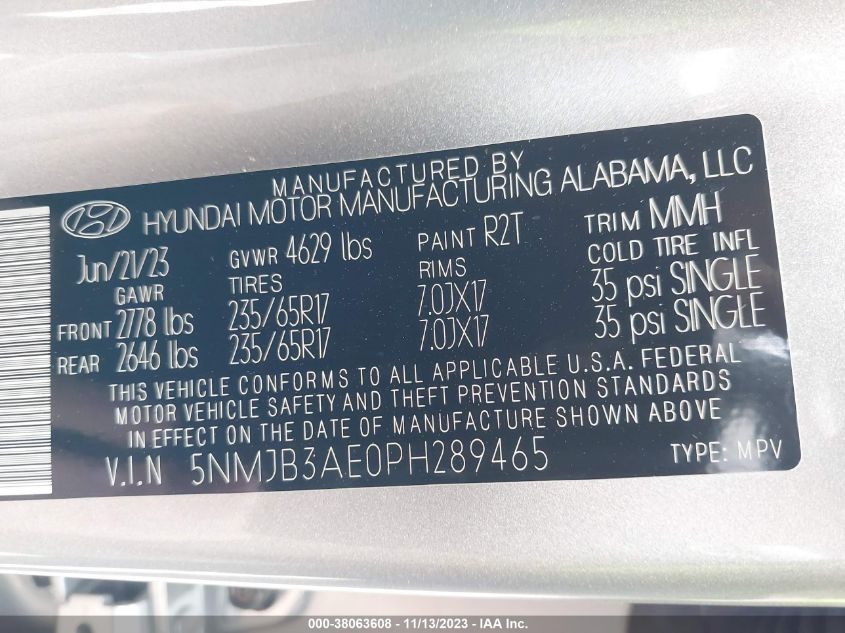 MANUFACTURED BY
HYUNDAI MOTOR MANUFACTURING ALABAMA, LLC
Jun/21/23 GVWR 4629 lbs PAINT R2T TRIM MMH
GAWR TIRES RIMS COLD TIRE INFL
FRONT 2778 lbs 235/65R17 7.0JX17 35 psi SINGLE
REAR 2646 lbs 235/65R17 7.0JX17 35 psi SINGLE
THIS VEHICLE CONFORMS TO ALL APPLICABLE U.S.A. FEDERAL
MOTOR VEHICLE SAFETY AND THEFT PREVENTION STANDARDS
IN EFFECT ON THE DATE OF MANUFACTURE SHOWN ABOVE
V.I.N 5NMJB3AE0PH289465 TYPE: MPV
000-38063608 - 11/13/2023 - IAA Inc.